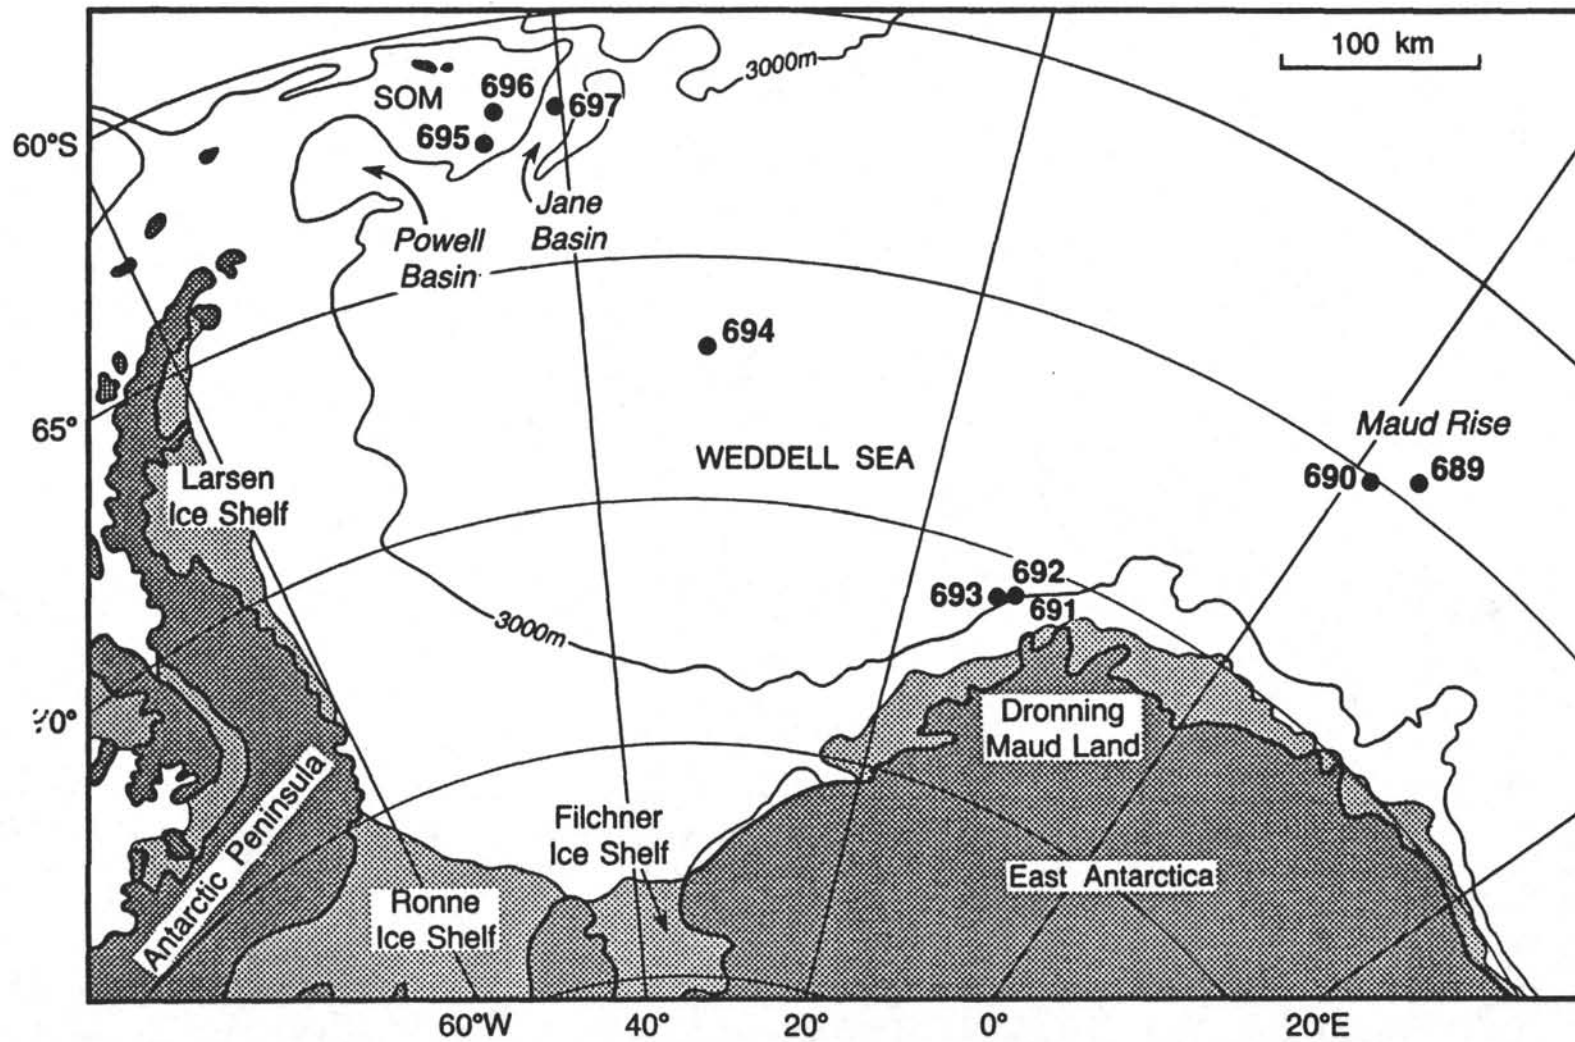 100 km
3000m
SOM
696
697
695
60°S
Jane
Basin
Powell
Basin
694
65°
Maud Rise
WEDDELL SEA
690
689
Larsen
Ice Shelf
692
693
691
3000m
70°
Dronning
Maud Land
Antarctic Peninsula
Filchner
Ice Shelf
East Antarctica
Ronne
Ice Shelf
60°W
40°
20°
0°
20°E